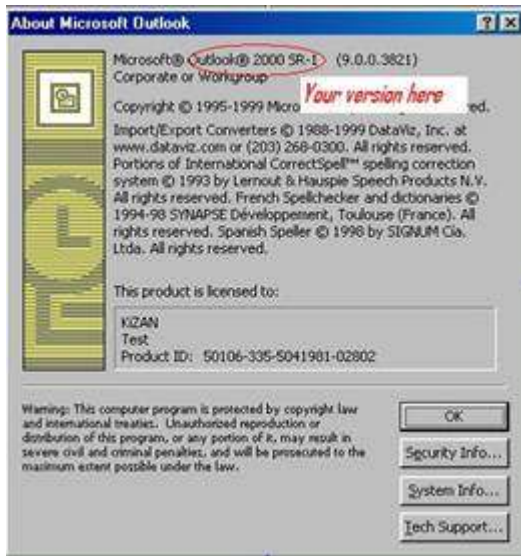 About Microsoft Outlook
Microsoft® Outlook® 2000 SR-1 (9.0.0.3821)
Corporate or Workgroup
Your version here
Copyright © 1995-1999 Micro ed.
Import/Export Converters © 1988-1999 DataViz, Inc. at
www.dataviz.com or (203) 268-0300. All rights reserved.
Portions of International CorrectSpell™ spelling correction
system © 1993 by Lernout & Hauspie Speech Products N.V.
All rights reserved. French Spellchecker and dictionaries ©
1994-98 SYNAPSE Développement, Toulouse (France). All
rights reserved. Spanish Speller © 1998 by SIGNUM Cía.
Ltda. All rights reserved.
This product is licensed to:
KiZAN
Test
Product ID: 50106-335-5041981-02802
Warning: This computer program is protected by copyright law
and international treaties. Unauthorized reproduction or
distribution of this program, or any portion of it, may result in
severe civil and criminal penalties, and will be prosecuted to the
maximum extent possible under the law.
OK
Security Info...
System Info...
Tech Support...